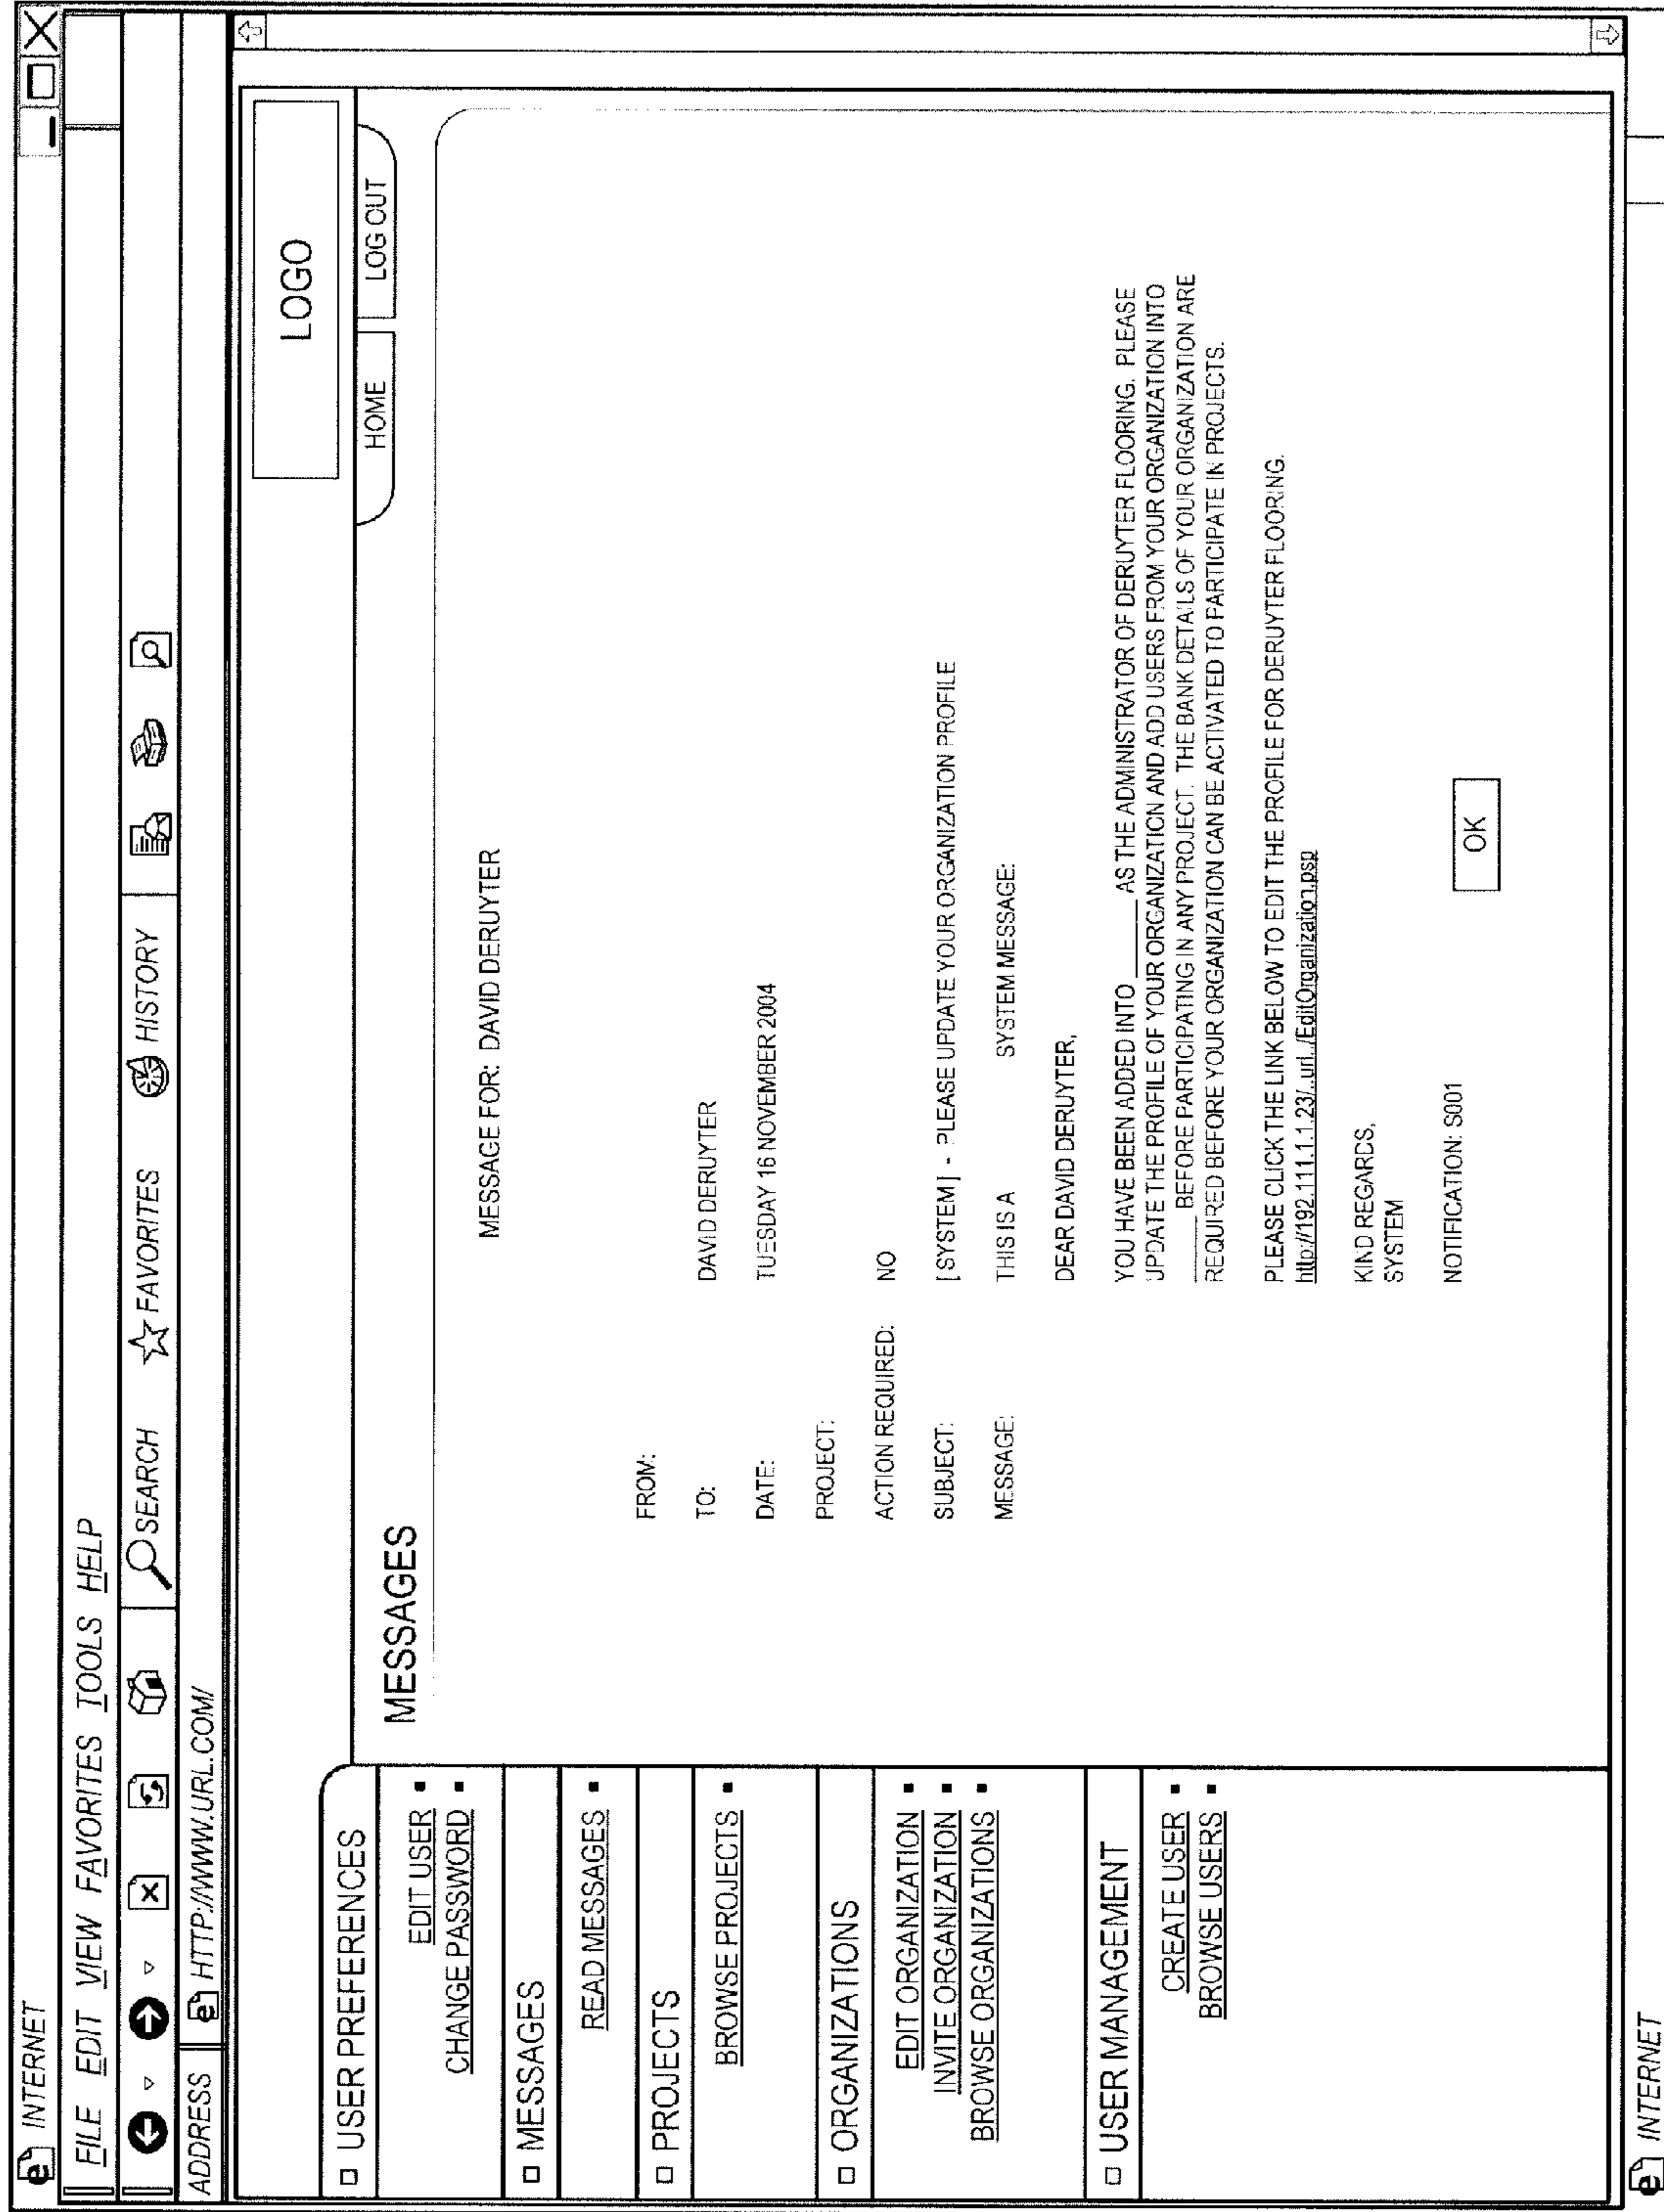 INTERNET
FILE EDIT VIEW FAVORITES TOOLS HELP
SEARCH FAVORITES HISTORY
ADDRESS HTTP://WWW.URL.COM/
LOGO
HOME LOG OUT
USER PREFERENCES
EDIT USER
CHANGE PASSWORD
MESSAGES
READ MESSAGES
PROJECTS
BROWSE PROJECTS
ORGANIZATIONS
EDIT ORGANIZATION
INVITE ORGANIZATION
BROWSE ORGANIZATIONS
USER MANAGEMENT
CREATE USER
BROWSE USERS
MESSAGES
MESSAGE FOR: DAVID DERUYTER
FROM:
TO: DAVID DERUYTER
DATE: TUESDAY 16 NOVEMBER 2004
PROJECT:
ACTION REQUIRED: NO
SUBJECT: [SYSTEM] - PLEASE UPDATE YOUR ORGANIZATION PROFILE
MESSAGE: THIS IS A SYSTEM MESSAGE:
DEAR DAVID DERUYTER,
YOU HAVE BEEN ADDED INTO ______ AS THE ADMINISTRATOR OF DERUYTER FLOORING. PLEASE
UPDATE THE PROFILE OF YOUR ORGANIZATION AND ADD USERS FROM YOUR ORGANIZATION INTO
______ BEFORE PARTICIPATING IN ANY PROJECT. THE BANK DETAILS OF YOUR ORGANIZATION ARE
REQUIRED BEFORE YOUR ORGANIZATION CAN BE ACTIVATED TO PARTICIPATE IN PROJECTS.
PLEASE CLICK THE LINK BELOW TO EDIT THE PROFILE FOR DERUYTER FLOORING.
http://192.111.1.1.23/.url../EditOrganization.psp
KIND REGARDS,
SYSTEM
NOTIFICATION: S001
OK
INTERNET